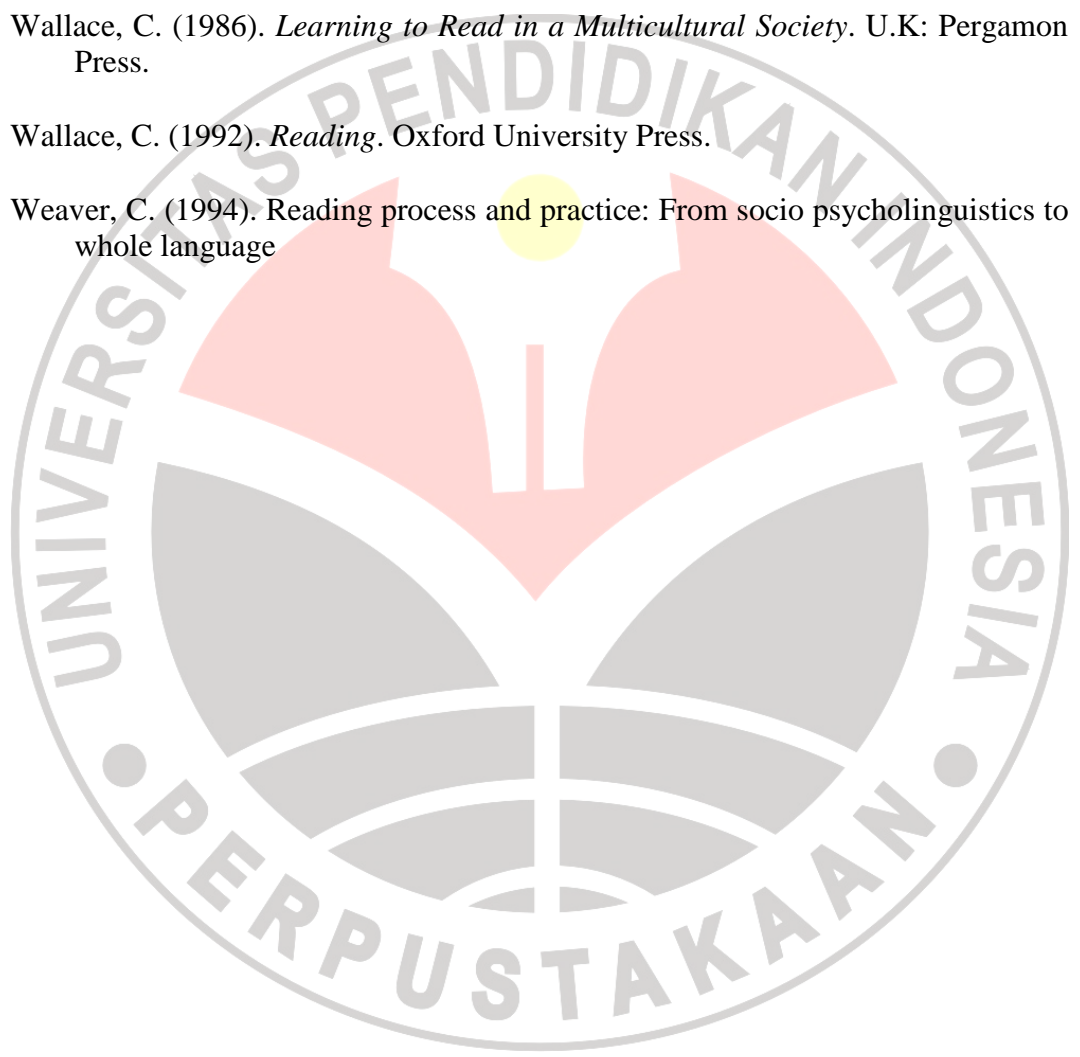 Wallace, C. (1986). Learning to Read in a Multicultural Society. U.K: Pergamon
Press.
Wallace, C. (1992). Reading. Oxford University Press.
Weaver, C. (1994). Reading process and practice: From socio psycholinguistics to
whole language
UNIVERSITAS PENDIDIKAN INDONESIA
PERPUSTAKAAN